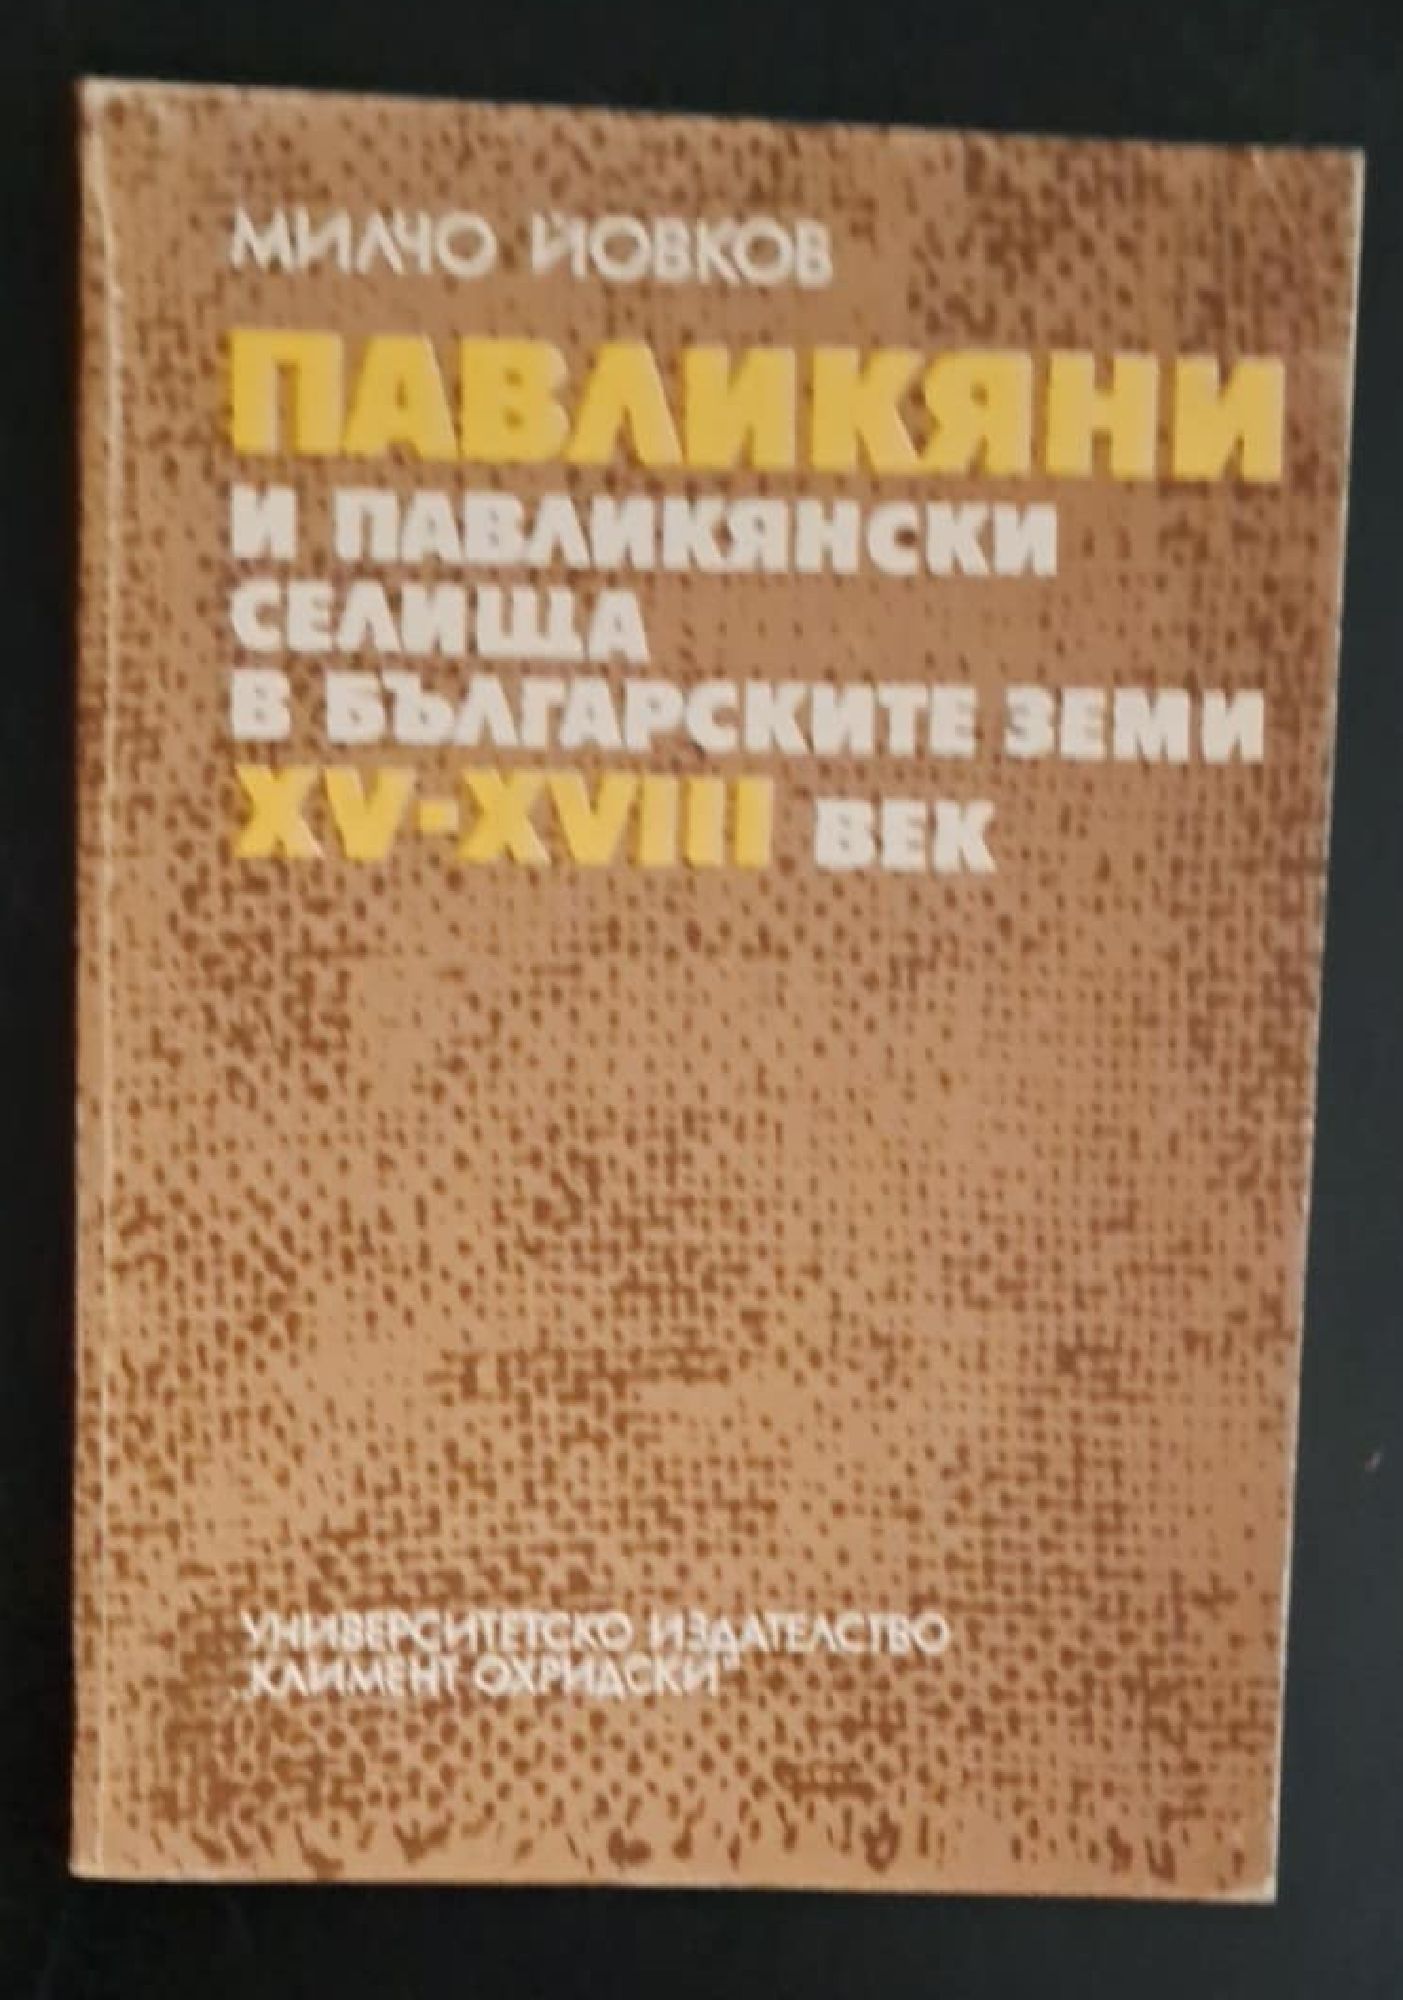 МИЛЧО ЙОВКОВ
ПАВЛИКЯНИ
И ПАВЛИКЯНСКИ
СЕЛИЩА
В БЪЛГАРСКИТЕ ЗЕМИ
XV-XVIII ВЕК
УНИВЕРСИТЕТСКО ИЗДАТЕЛСТВО
„КЛИМЕНТ ОХРИДСКИ“